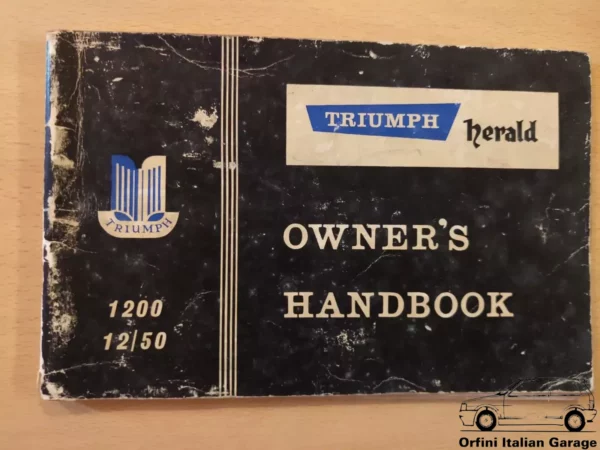 TRIUMPH herald
TRIUMPH
OWNER'S
HANDBOOK
1200
12/50
Orfini Italian Garage